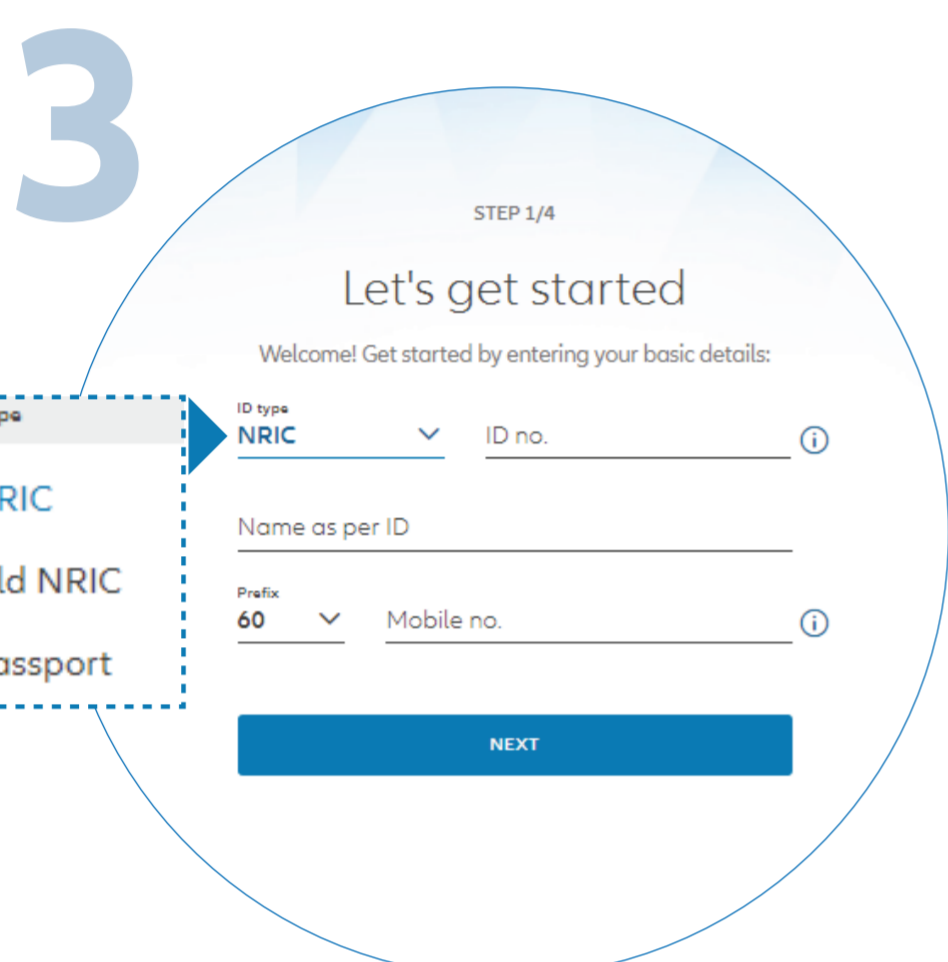 3
STEP 1/4
Let's get started
Welcome! Get started by entering your basic details:
ID type
NRIC
ID no.
Name as per ID
Prefix
60
Mobile no.
NEXT
pe
RIC
ld NRIC
assport